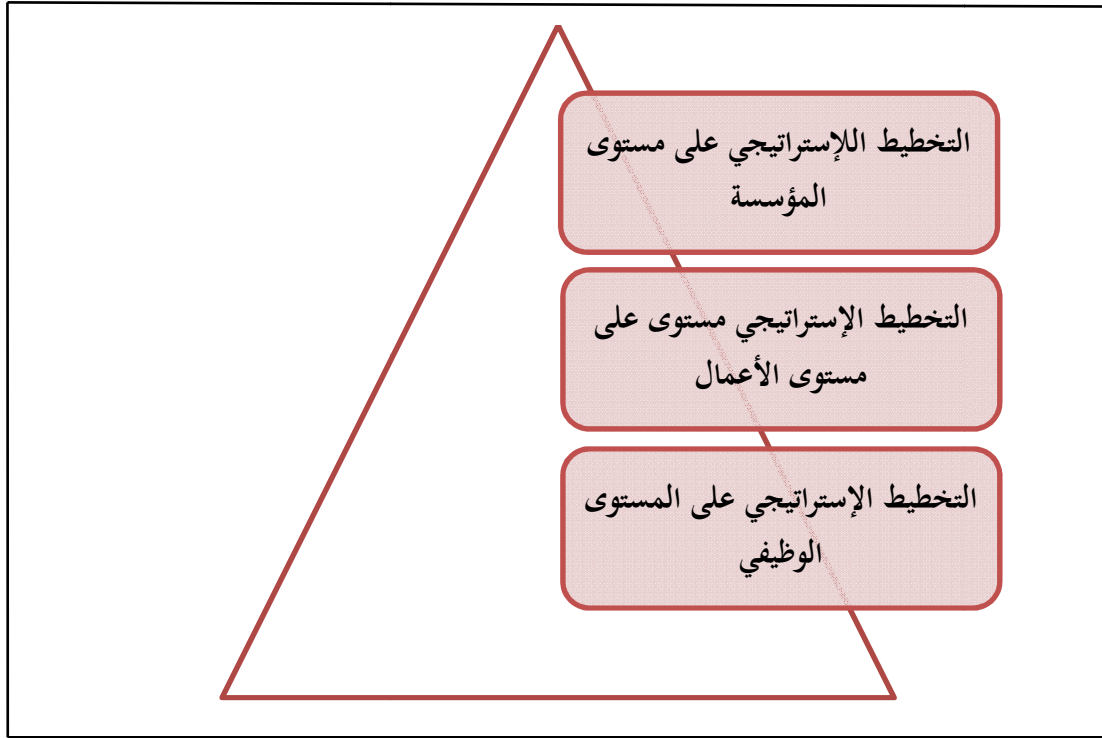 التخطيط اللإستراتيجي على مستوى
المؤسسة
التخطيط الإستراتيجي مستوى على
مستوى الأعمال
التخطيط الإستراتيجي على المستوى
الوظيفي